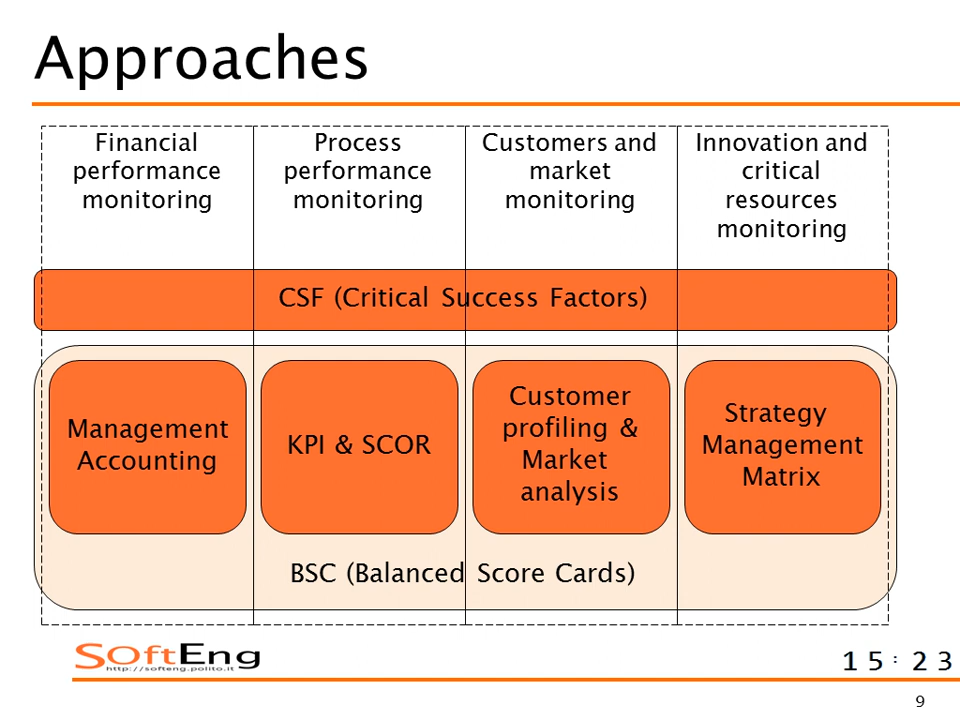 Approaches
Financial
performance
monitoring
Process
performance
monitoring
Customers and
market
monitoring
Innovation and
critical
resources
monitoring
CSF (Critical Success Factors)
Management
Accounting
KPI & SCOR
Customer
profiling &
Market
analysis
Strategy
Management
Matrix
BSC (Balanced Score Cards)
SOftEng
http://softeng.polito.it
15:23
9